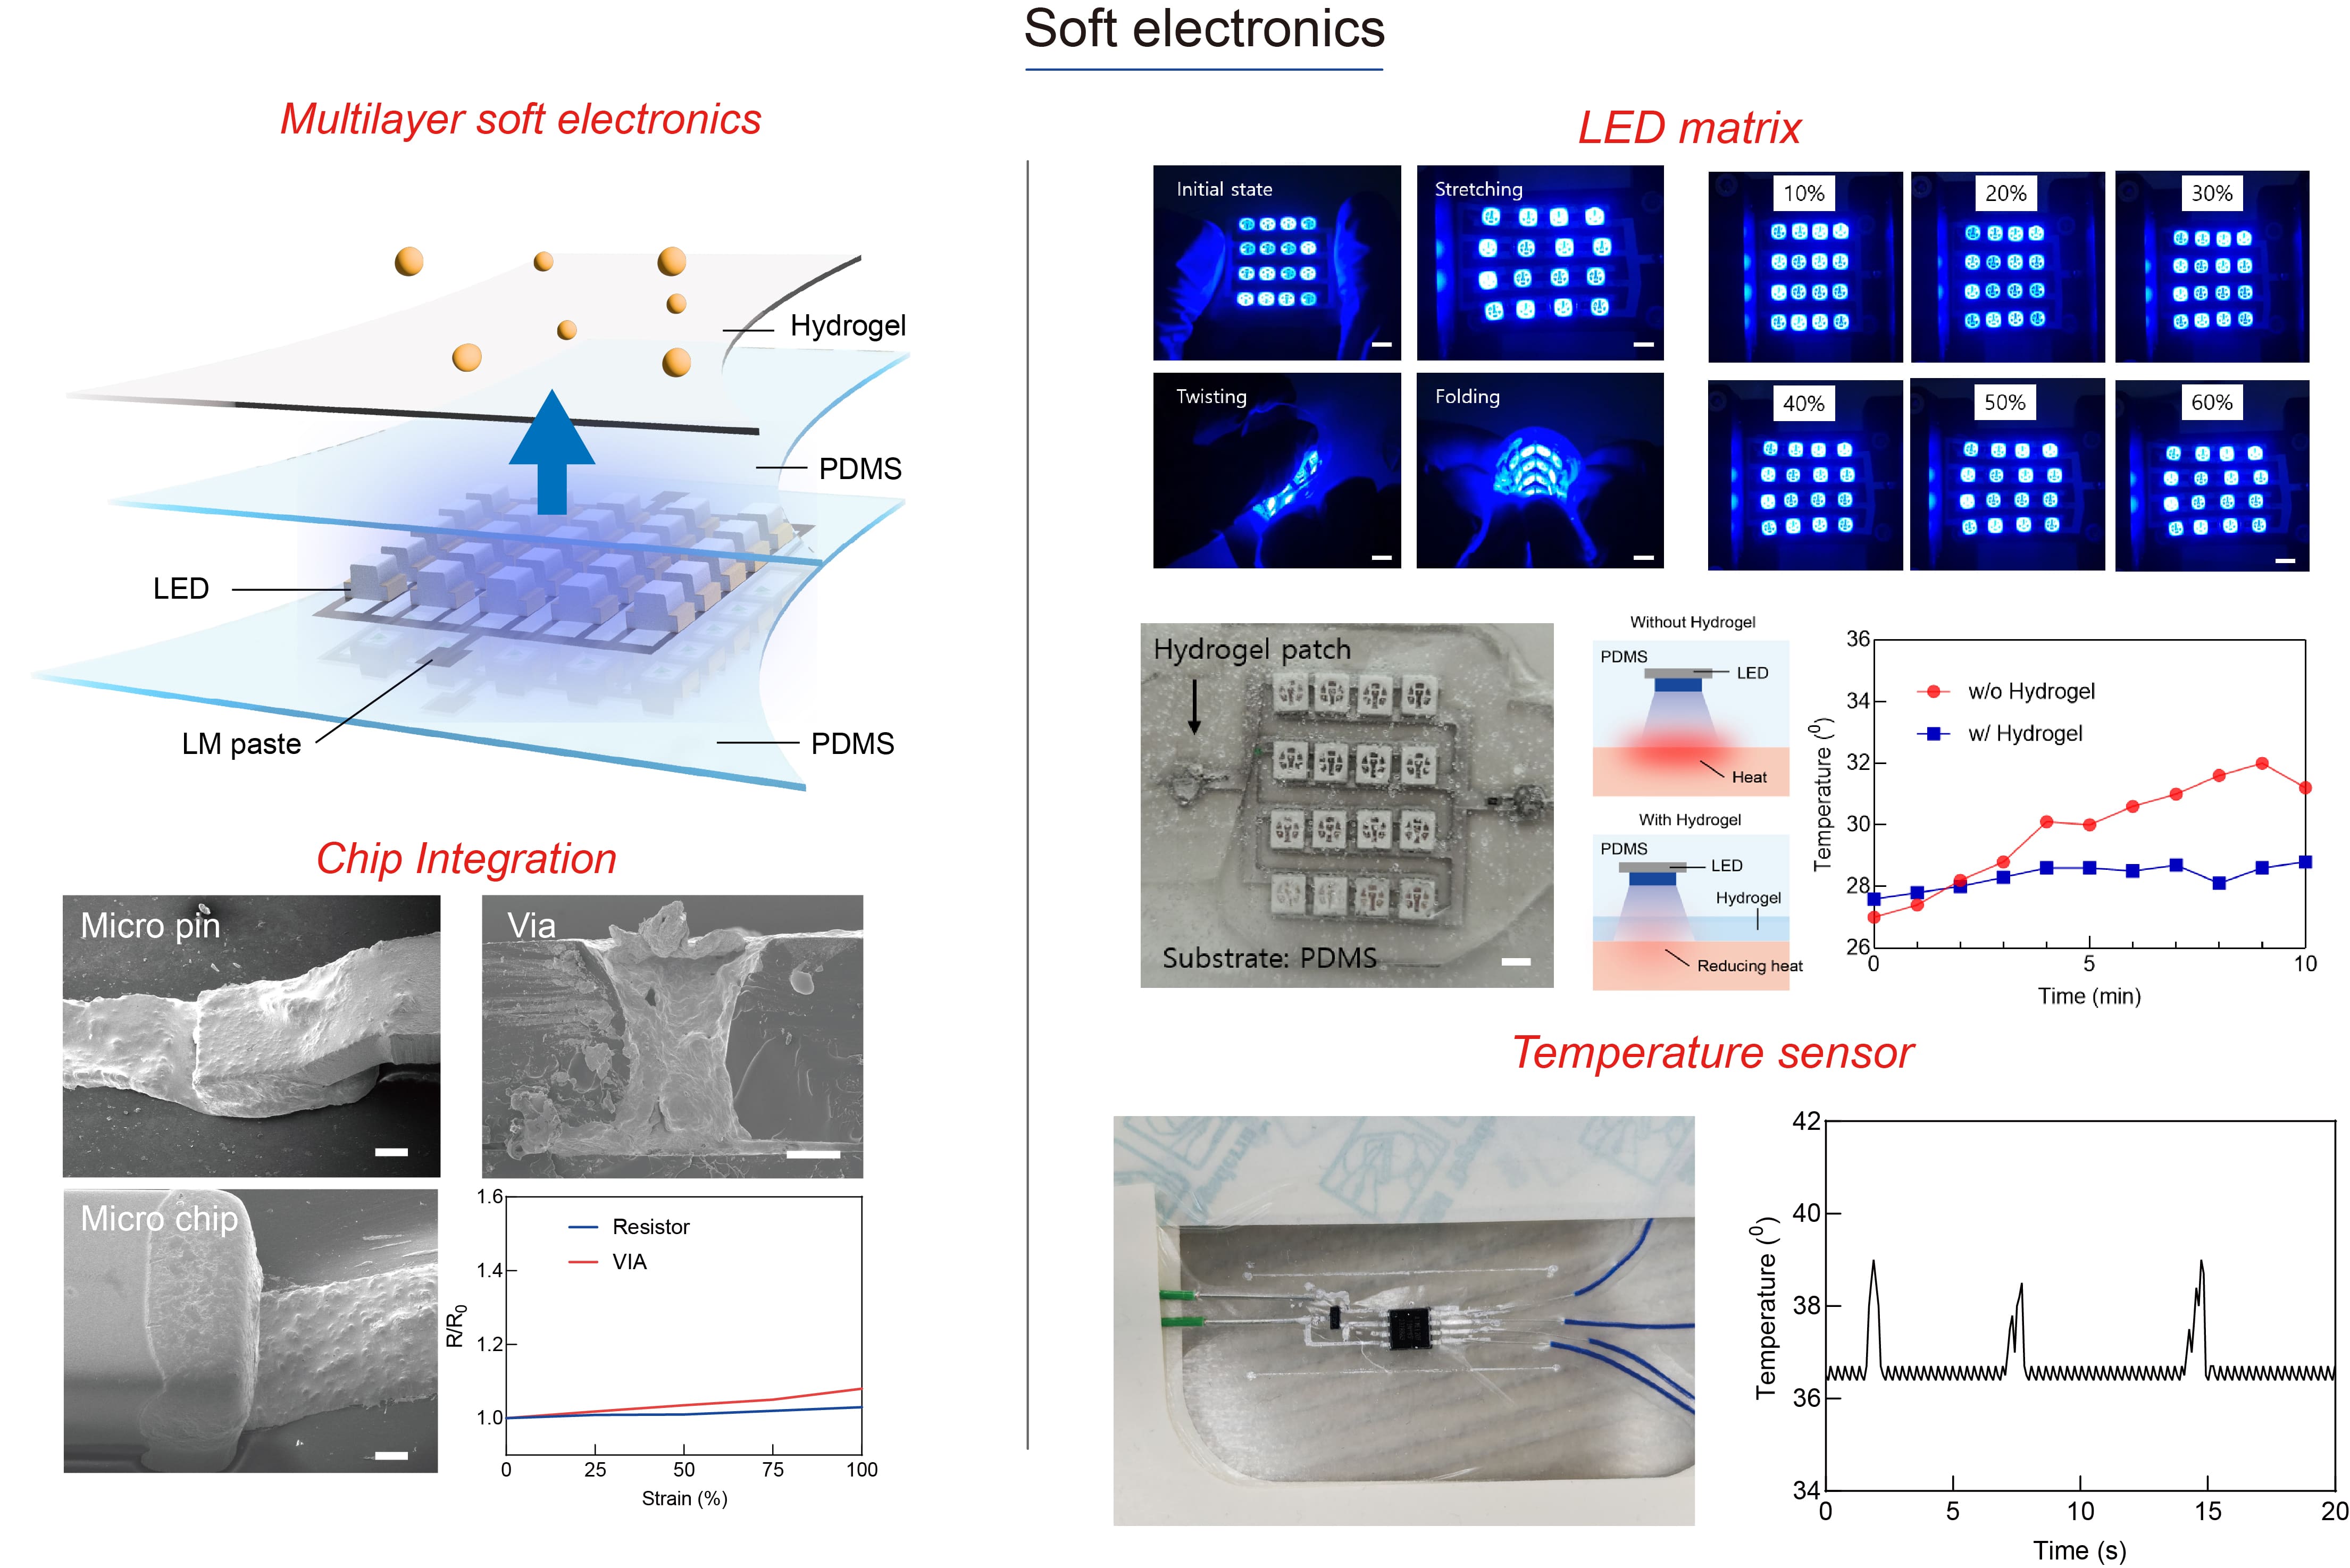 Soft electronics
Multilayer soft electronics
Hydrogel
PDMS
LED
LM paste
PDMS
Chip Integration
Micro pin
Via
Micro chip
1.6
1.4
1.2
1.0
R/R0
Resistor
VIA
0 25 50 75 100
Strain (%)
LED matrix
Initial state
Stretching
Twisting
Folding
10%
20%
30%
40%
50%
60%
Hydrogel patch
Substrate: PDMS
Without Hydrogel
PDMS
LED
Heat
With Hydrogel
PDMS
LED
Hydrogel
Reducing heat
36
34
32
30
28
26
Temperature (0)
w/o Hydrogel
w/ Hydrogel
0 5 10
Time (min)
Temperature sensor
42
40
38
36
34
Temperature (0)
0 5 10 15 20
Time (s)